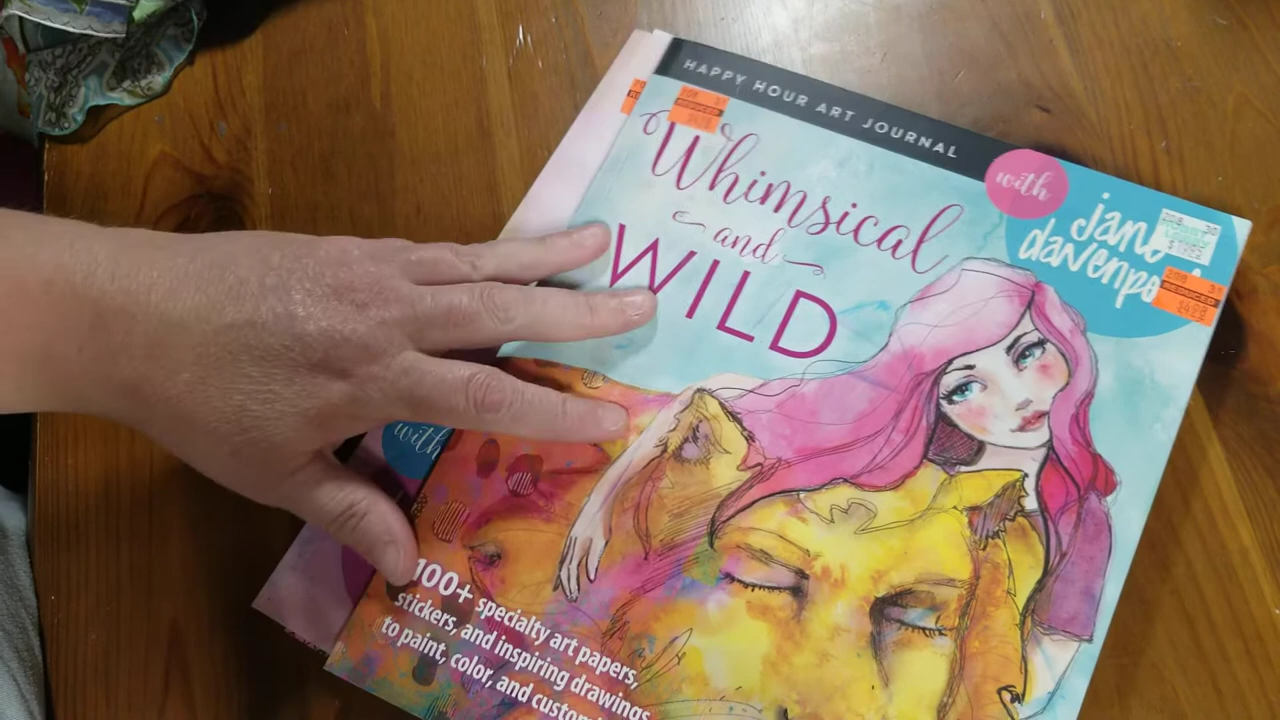 HAPPY HOUR ART JOURNAL
with
jane
davenpo
Whimsical
and
WILD
REDUCED
with
100+ specialty art papers,
stickers, and inspiring drawings
to paint, color, and custom